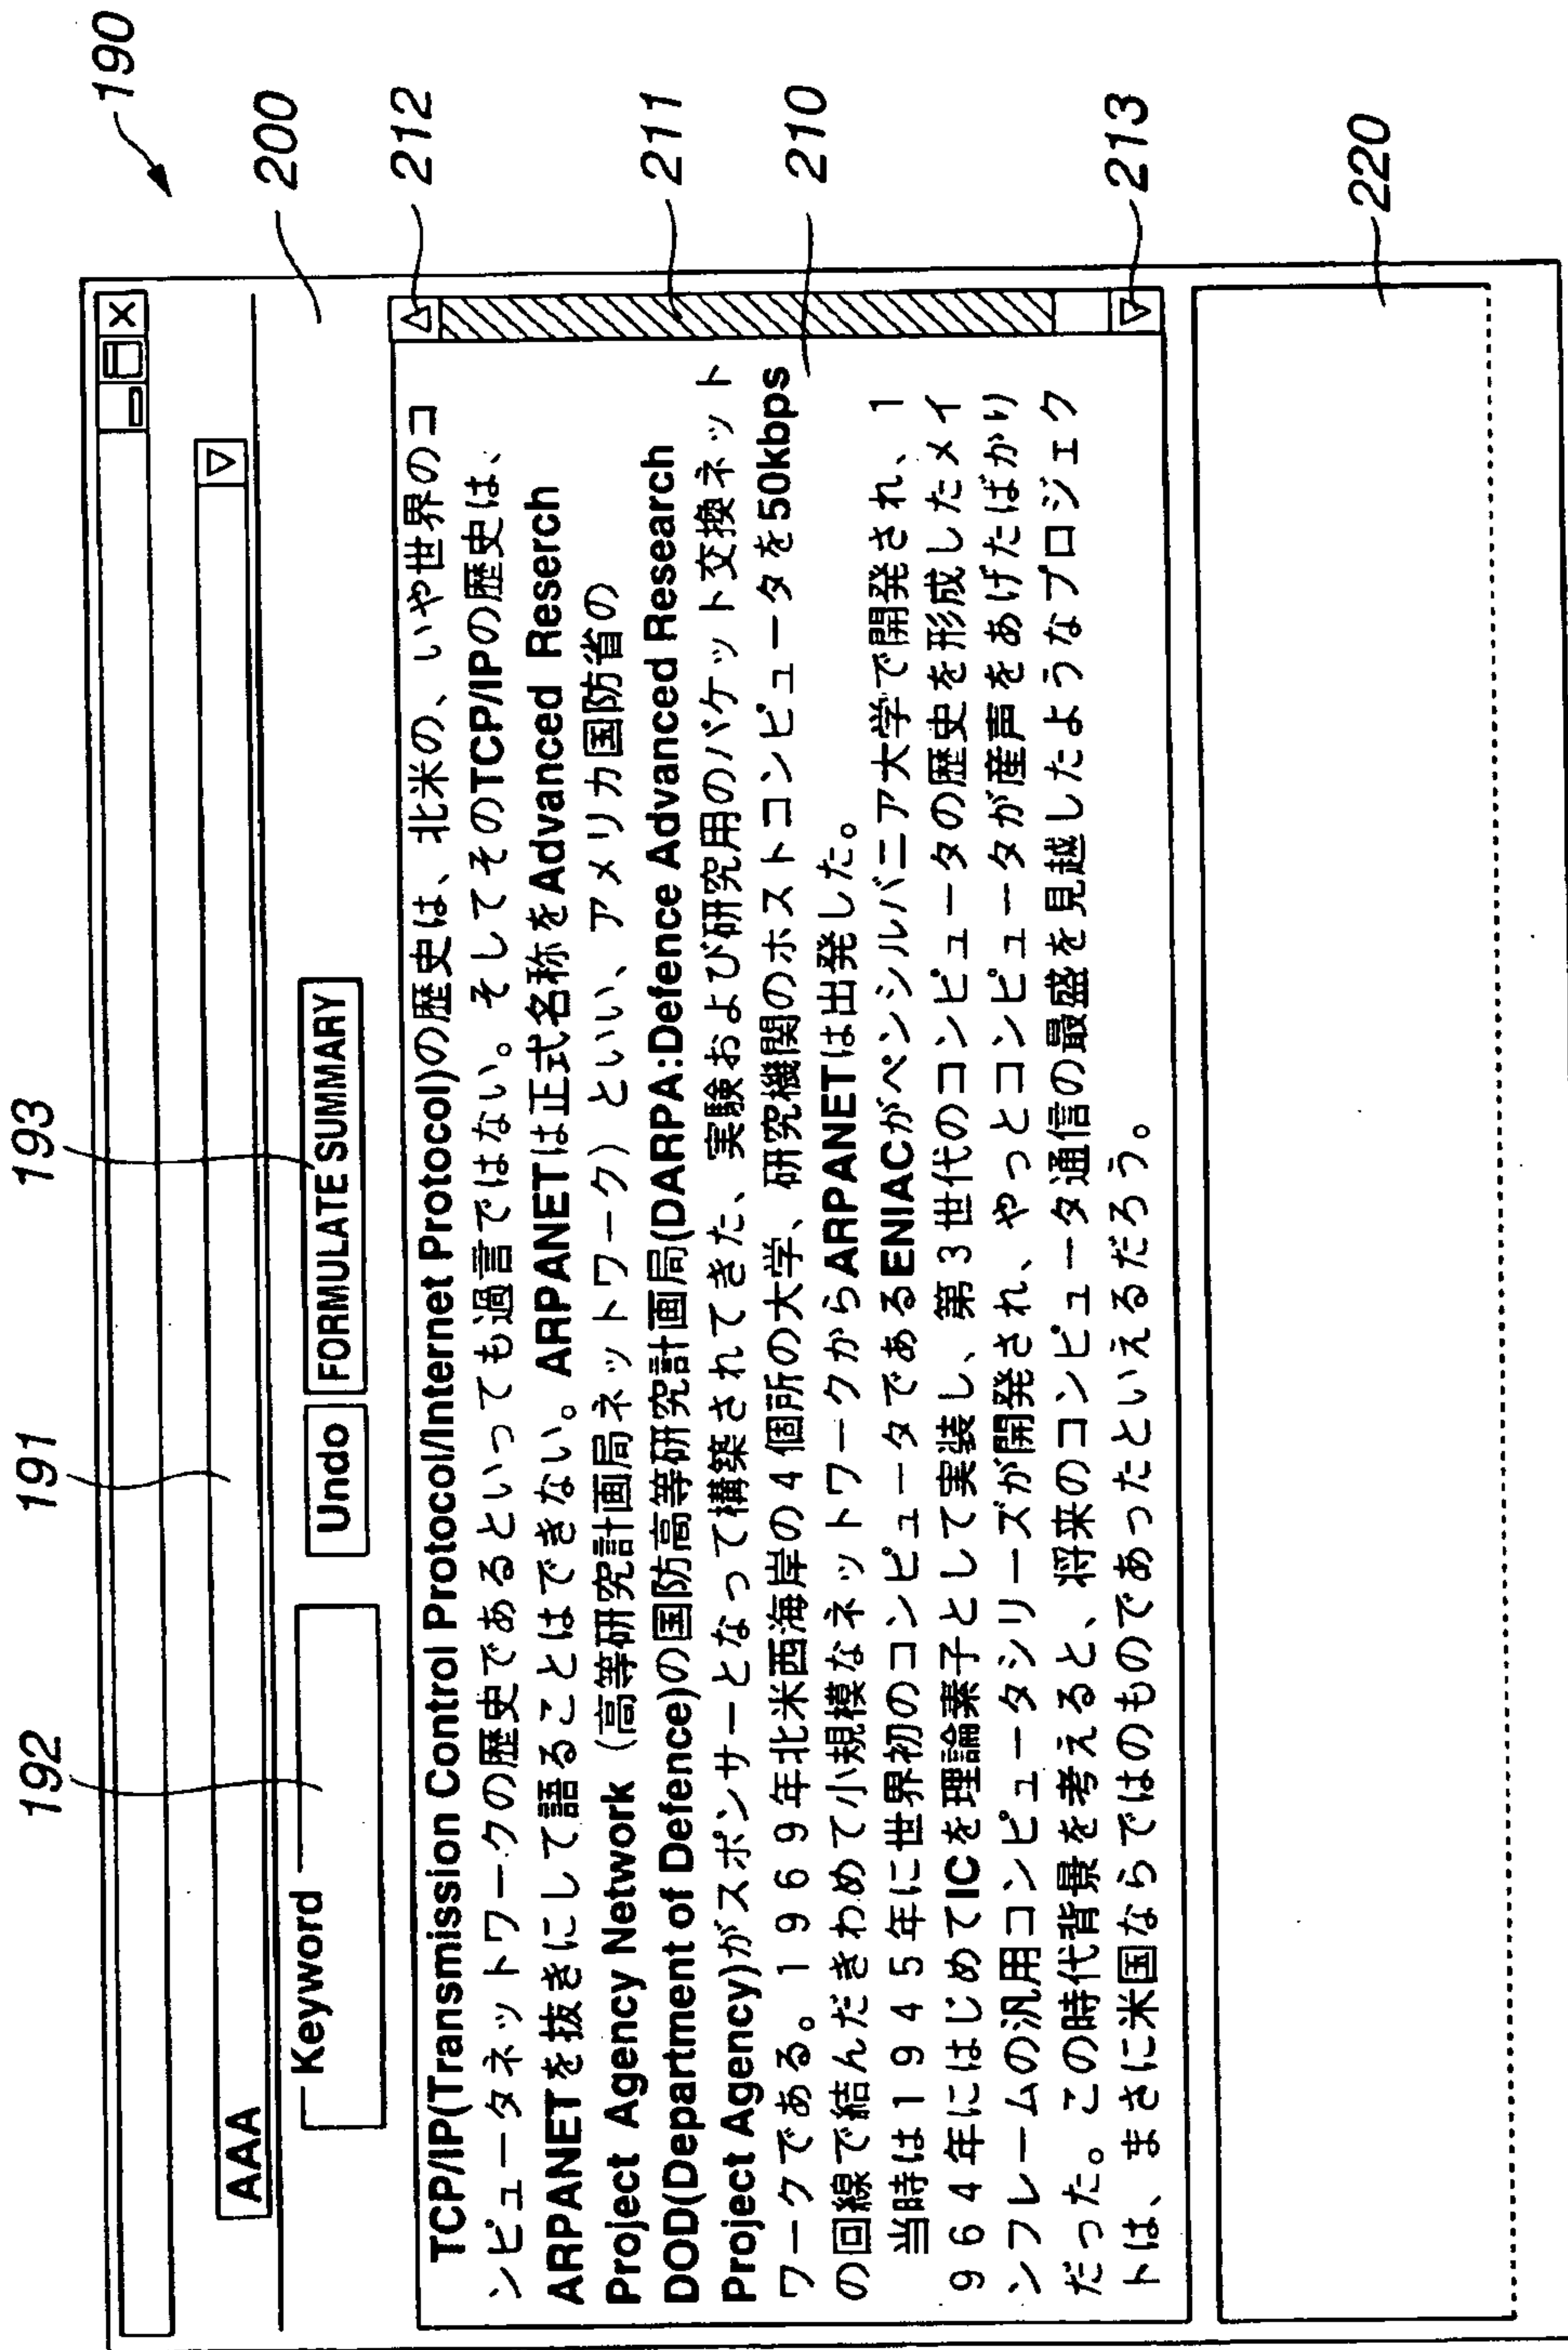 190
193
191
192
200
AAA
Keyword
Undo
FORMULATE SUMMARY
212
TCP/IP(Transmission Control Protocol/Internet Protocol)の歴史は、北米の、いや世界のコ
ンピュータネットワークの歴史であるといっても過言ではない。そしてそのTCP/IPの歴史は、
ARPANETを抜きにして語ることはできない。ARPANETは正式名称をAdvanced Reserch
Project Agency Network（高等研究計画局ネットワーク）といい、アメリカ国防省の
DOD(Department of Defence)の国防高等研究計画局(DARPA:Defence Advanced Research
Project Agency)がスポンサーとなって構築されてきた、実験および研究用のパケット交換ネット
ワークである。１９６９年北米西海岸の４個所の大学、研究機関のホストコンピュータを50kbps
の回線で結んだきわめて小規模なネットワークからARPANETは出発した。
当時は１９４５年に世界初のコンピュータであるENIACがペンシルバニア大学で開発され、１
９６４年にはじめてICを理論素子として実装し、第３世代のコンピュータの歴史を形成したメイ
ンフレームの汎用コンピュータシリーズが開発され、やっとコンピュータが産声をあげたばかり
だった。この時代背景を考えると、将来のコンピュータ通信の最盛を見越したようなプロジェク
トは、まさに米国ならではのものであったといえるだろう。
211
210
213
220